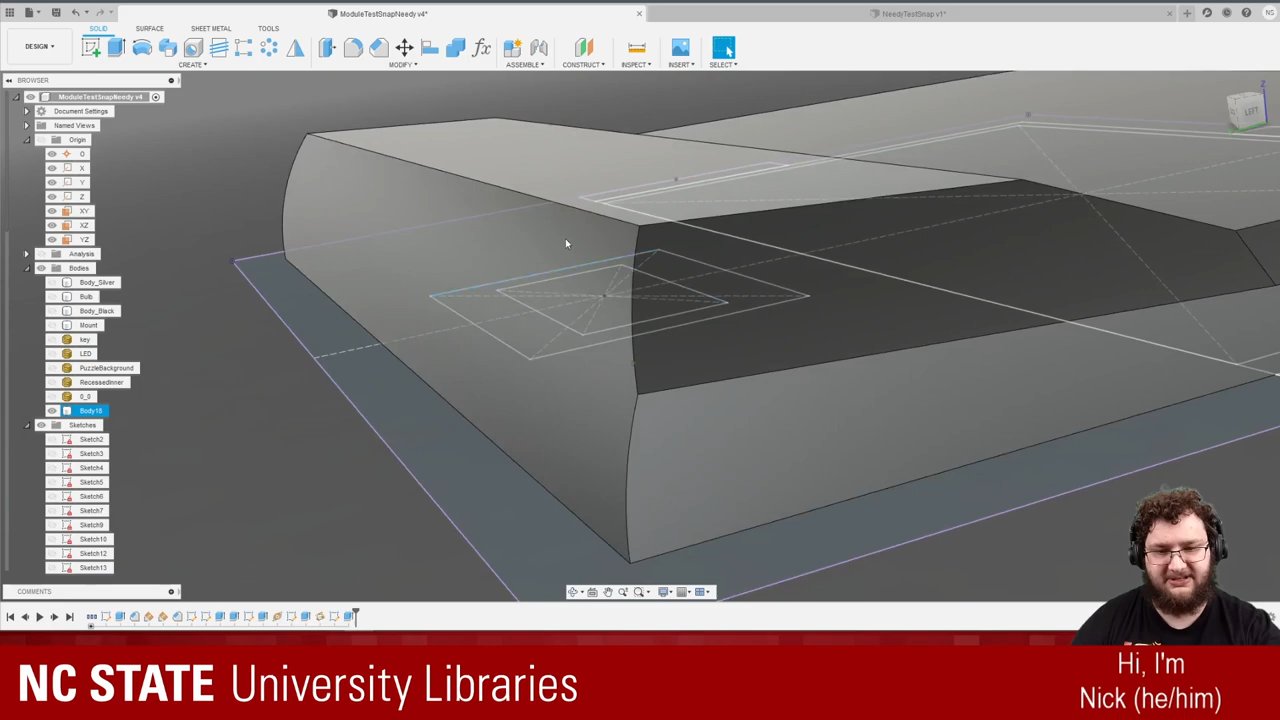 ModuleTestSnapNeedy v4*
NeedyTestSnap v1*
NS
DESIGN
SOLID
SURFACE
SHEET METAL
TOOLS
CREATE
MODIFY
ASSEMBLE
CONSTRUCT
INSPECT
INSERT
SELECT
BROWSER
ModuleTestSnapNeedy v4
Document Settings
Named Views
Origin
O
X
Y
Z
XY
XZ
YZ
Analysis
Bodies
Body_Silver
Bulb
Body_Black
Mount
key
LED
PuzzleBackground
RecessedInner
0_0
Body18
Sketches
Sketch2
Sketch3
Sketch4
Sketch5
Sketch6
Sketch7
Sketch9
Sketch10
Sketch12
Sketch13
COMMENTS
Z
LEFT
NC STATE University Libraries
Hi, I'm
Nick (he/him)